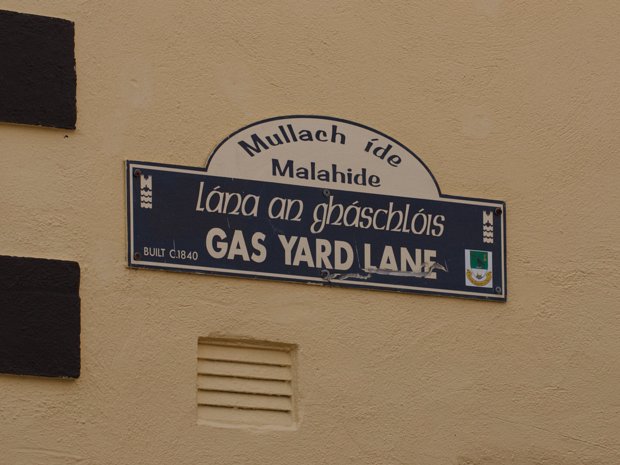 Mullach íde
Malahide
lána an gháschlóis
BUILT C.1840
GAS YARD LANE